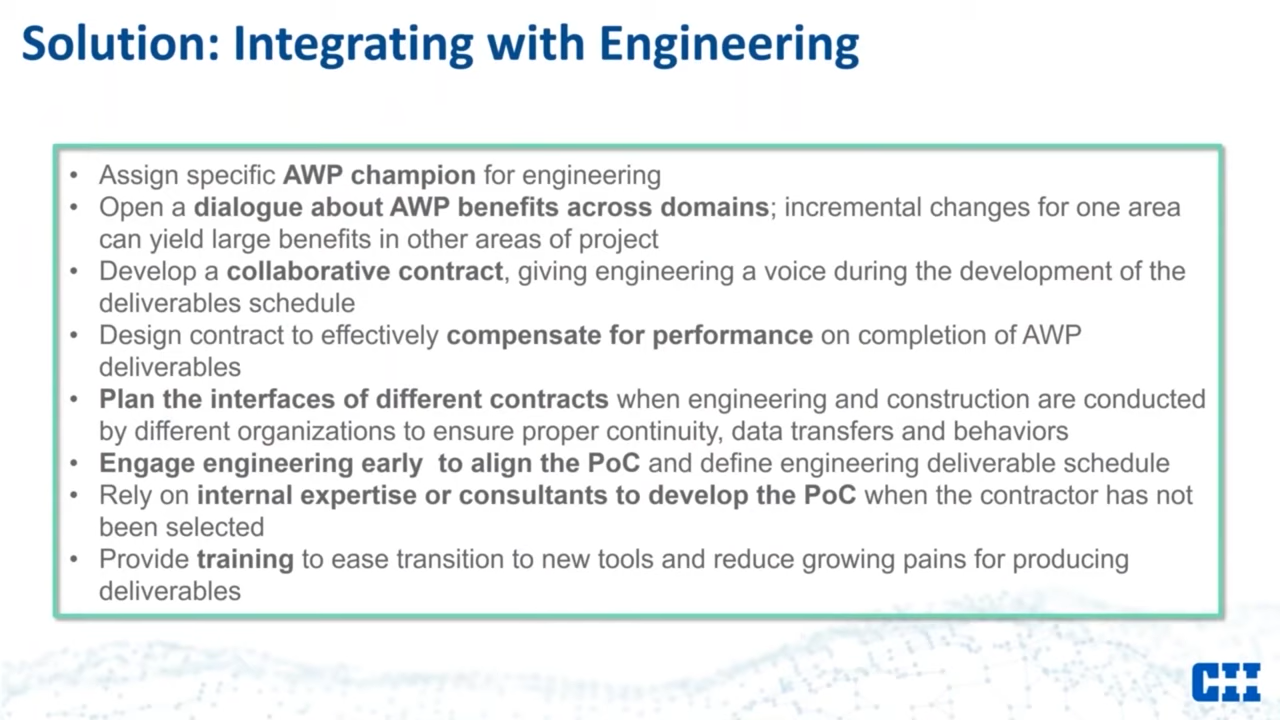 Solution: Integrating with Engineering
• Assign specific AWP champion for engineering
• Open a dialogue about AWP benefits across domains; incremental changes for one area
can yield large benefits in other areas of project
• Develop a collaborative contract, giving engineering a voice during the development of the
deliverables schedule
• Design contract to effectively compensate for performance on completion of AWP
deliverables
• Plan the interfaces of different contracts when engineering and construction are conducted
by different organizations to ensure proper continuity, data transfers and behaviors
• Engage engineering early  to align the PoC and define engineering deliverable schedule
• Rely on internal expertise or consultants to develop the PoC when the contractor has not
been selected
• Provide training to ease transition to new tools and reduce growing pains for producing
deliverables
CII